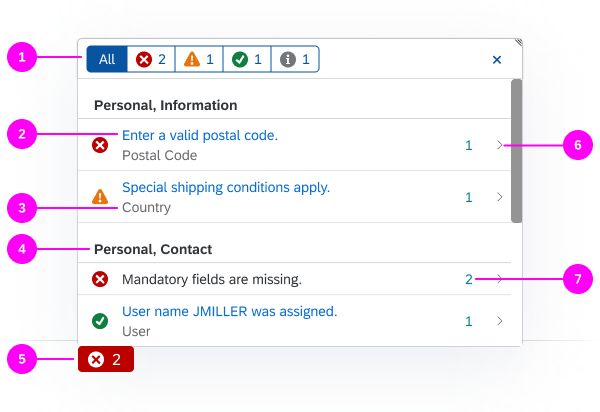 1
All 2 1 1 1
Personal, Information
2
Enter a valid postal code.
Postal Code
1
6
Special shipping conditions apply.
1
3
Country
4
Personal, Contact
Mandatory fields are missing.
2
7
User name JMILLER was assigned.
User
1
5
2